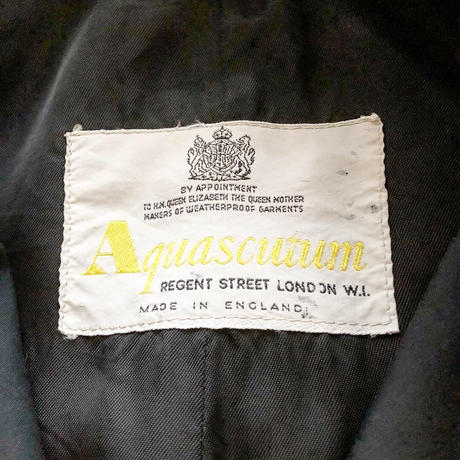 BY APPOINTMENT
TO H.M. QUEEN ELIZABETH THE QUEEN MOTHER
MAKERS OF WEATHERPROOF GARMENTS
Aquascutum
REGENT STREET LONDON W.I.
MADE IN ENGLAND